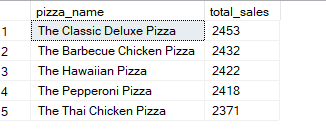 pizza_name total_sales
1 The Classic Deluxe Pizza 2453
2 The Barbecue Chicken Pizza 2432
3 The Hawaiian Pizza 2422
4 The Pepperoni Pizza 2418
5 The Thai Chicken Pizza 2371